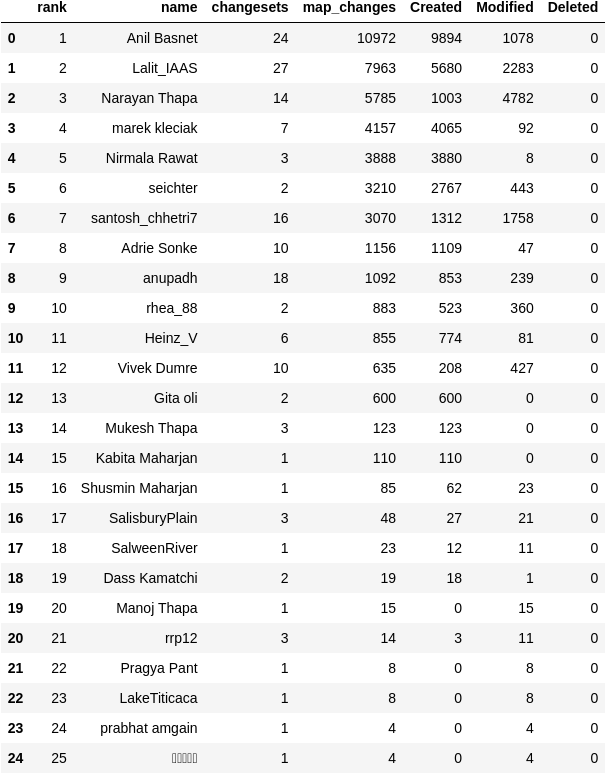 rank name changesets map_changes Created Modified Deleted
0 1 Anil Basnet 24 10972 9894 1078 0
1 2 Lalit_IAAS 27 7963 5680 2283 0
2 3 Narayan Thapa 14 5785 1003 4782 0
3 4 marek kleciak 7 4157 4065 92 0
4 5 Nirmala Rawat 3 3888 3880 8 0
5 6 seichter 2 3210 2767 443 0
6 7 santosh_chhetri7 16 3070 1312 1758 0
7 8 Adrie Sonke 10 1156 1109 47 0
8 9 anupadh 18 1092 853 239 0
9 10 rhea_88 2 883 523 360 0
10 11 Heinz_V 6 855 774 81 0
11 12 Vivek Dumre 10 635 208 427 0
12 13 Gita oli 2 600 600 0 0
13 14 Mukesh Thapa 3 123 123 0 0
14 15 Kabita Maharjan 1 110 110 0 0
15 16 Shusmin Maharjan 1 85 62 23 0
16 17 SalisburyPlain 3 48 27 21 0
17 18 SalweenRiver 1 23 12 11 0
18 19 Dass Kamatchi 2 19 18 1 0
19 20 Manoj Thapa 1 15 0 15 0
20 21 rrp12 3 14 3 11 0
21 22 Pragya Pant 1 8 0 8 0
22 23 LakeTiticaca 1 8 0 8 0
23 24 prabhat amgain 1 4 0 4 0
24 25 1 4 0 4 0